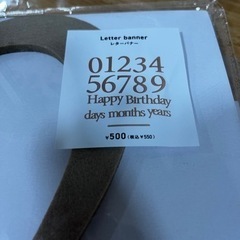 Letter banner
レターバナー
01234
56789
Happy Birthday
days months years
¥500(税込¥550)